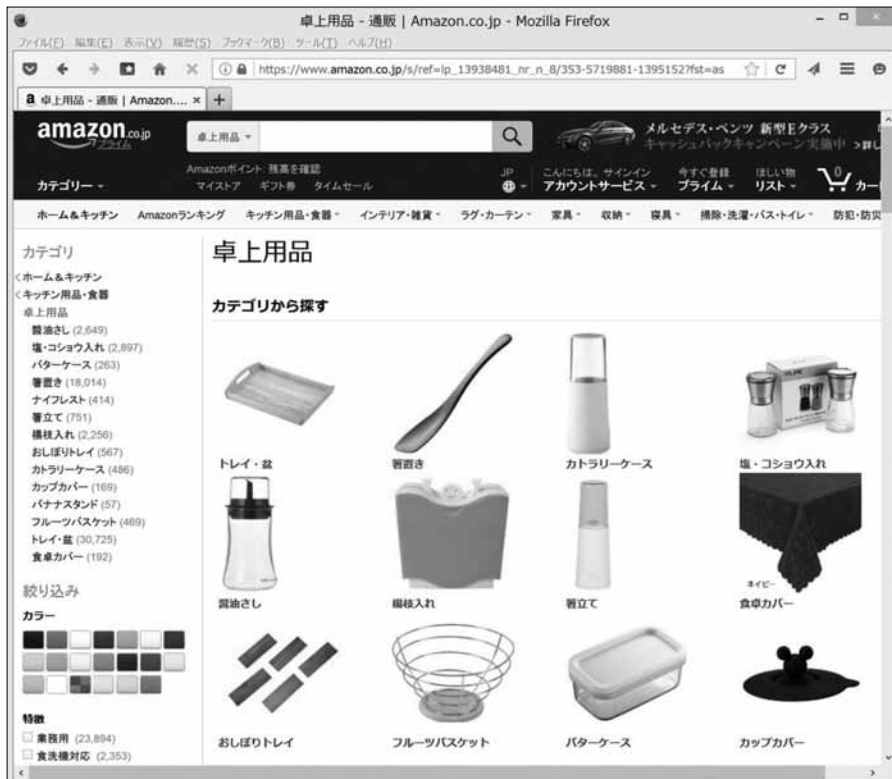 卓上用品 - 通販 | Amazon.co.jp - Mozilla Firefox
ファイル(F) 編集(E) 表示(V) 履歴(S) ブックマーク(B) ツール(T) ヘルプ(H)
https://www.amazon.co.jp/s/ref=lp_13938481_nr_n_8/353-5719881-1395152?fst=as
a 卓上用品 - 通販 | Amazon....
amazon.co.jp
プライム
卓上用品
メルセデス・ベンツ 新型Eクラス
キャッシュバックキャンペーン実施中 >詳し
Amazonポイント: 残高を確認
カテゴリー
マイストア ギフト券 タイムセール
JP
こんにちは。サインイン
アカウントサービス
今すぐ登録
プライム
ほしい物
リスト
0
カー
ホーム&キッチン Amazonランキング キッチン用品・食器 インテリア・雑貨 ラグ・カーテン 家具 収納 寝具 掃除・洗濯・バス・トイレ 防犯・防災
カテゴリ
ホーム&キッチン
キッチン用品・食器
卓上用品
醤油さし (2,649)
塩・コショウ入れ (2,897)
バターケース (263)
箸置き (18,014)
ナイフレスト (414)
箸立て (751)
楊枝入れ (2,256)
おしぼりトレイ (567)
カトラリーケース (486)
カップカバー (169)
バナナスタンド (57)
フルーツバスケット (469)
トレイ・盆 (30,725)
食卓カバー (192)
絞り込み
カラー
特徴
業務用 (23,894)
食洗機対応 (2,353)
卓上用品
カテゴリから探す
トレイ・盆 箸置き カトラリーケース 塩・コショウ入れ
ネイビー
醤油さし 楊枝入れ 箸立て 食卓カバー
おしぼりトレイ フルーツバスケット バターケース カップカバー